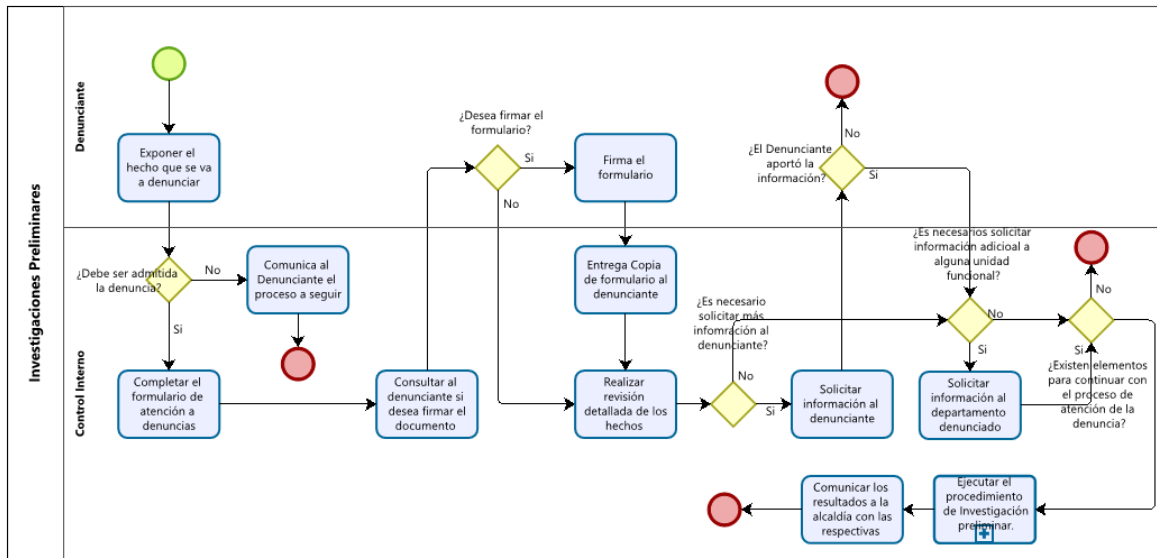 Investigaciones Preliminares
Denunciante
Control Interno
Exponer el
hecho que se va
a denunciar
¿Debe ser admitida
la denuncia?
No
Si
Comunica al
Denunciante el
proceso a seguir
Completar el
formulario de
atención a
denuncias
Consultar al
denunciante si
desea firmar el
documento
¿Desea firmar el
formulario?
Si
No
Firma el
formulario
Entrega Copia
de formulario al
denunciante
Realizar
revisión
detallada de los
hechos
¿Es necesario
solicitar más
infomración al
denunciante?
No
Si
Solicitar
información al
denunciante
¿El Denunciante
aportó la
información?
No
Si
¿Es necesarios solicitar
información adicioal a
alguna unidad
funcional?
No
Si
Solicitar
información al
departamento
denunciado
No
Si
¿Existen elementos
para continuar con
el proceso de
atención de la
denuncia?
Ejecutar el
procedimiento
de Investigación
preliminar.
Comunicar los
resultados a la
alcaldía con las
respectivas